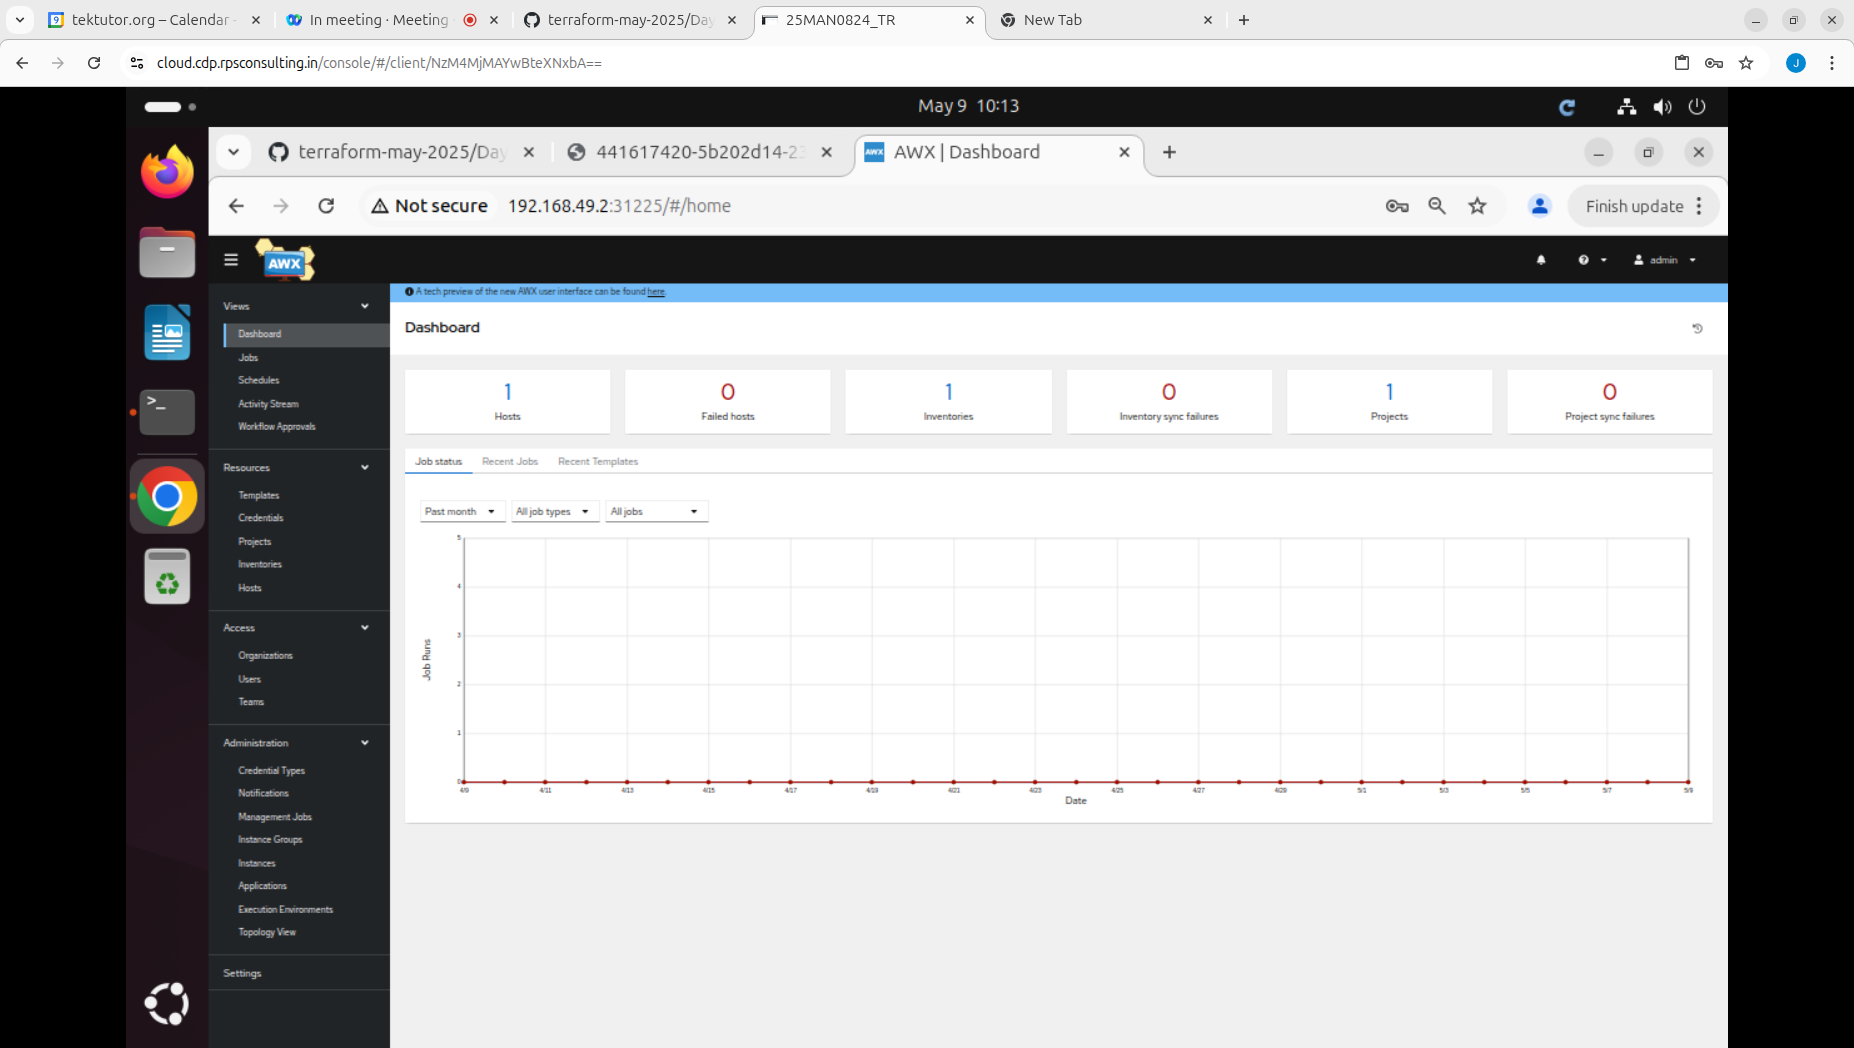 tektutor.org – Calendar -
In meeting · Meeting
terraform-may-2025/Day
25MAN0824_TR
New Tab
cloud.cdp.rpsconsulting.in/console/#/client/NzM4MjMAYwBteXNxbA==
J
May 9 10:13
terraform-may-2025/Day
441617420-5b202d14-23
AWX | Dashboard
Not secure
192.168.49.2:31225/#/home
Finish update
AWX
admin
A tech preview of the new AWX user interface can be found here.
Views
Dashboard
Jobs
Schedules
Activity Stream
Workflow Approvals
Resources
Templates
Credentials
Projects
Inventories
Hosts
Access
Organizations
Users
Teams
Administration
Credential Types
Notifications
Management Jobs
Instance Groups
Instances
Applications
Execution Environments
Topology View
Settings
Dashboard
1
Hosts
0
Failed hosts
1
Inventories
0
Inventory sync failures
1
Projects
0
Project sync failures
Job status
Recent Jobs
Recent Templates
Past month
All job types
All jobs
Job Runs
5
4
3
2
1
0
4/9
4/11
4/13
4/15
4/17
4/19
4/21
4/23
4/25
4/27
4/29
5/1
5/3
5/5
5/7
5/9
Date